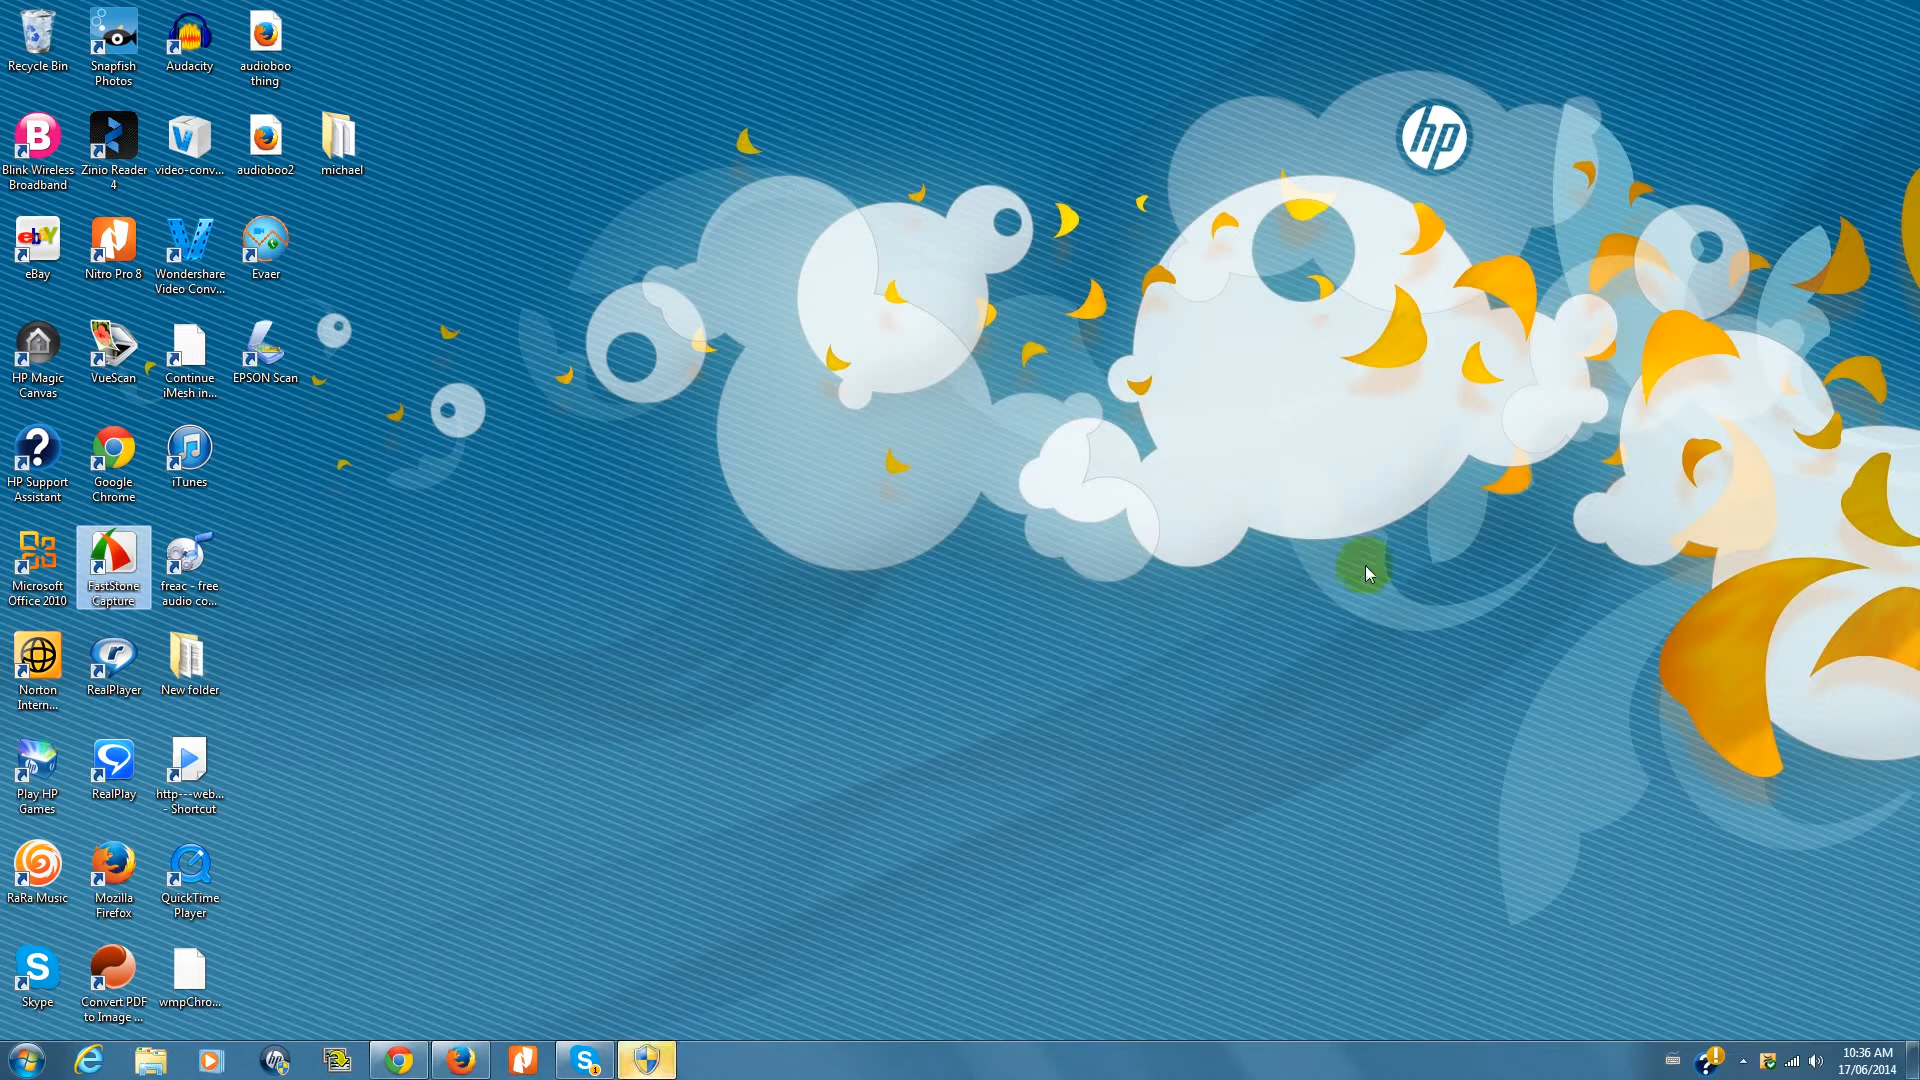 Recycle Bin
Snapfish
Photos
Audacity
audioboo
thing
Blink Wireless
Broadband
Zinio Reader
4
video-conv...
audioboo2
michael
eBay
Nitro Pro 8
Wondershare
Video Conv...
Evaer
HP Magic
Canvas
VueScan
Continue
iMesh in...
EPSON Scan
HP Support
Assistant
Google
Chrome
iTunes
Microsoft
Office 2010
FastStone
Capture
freac - free
audio co...
Norton
Intern...
RealPlayer
New folder
Play HP
Games
RealPlay
http---web...
- Shortcut
RaRa Music
Mozilla
Firefox
QuickTime
Player
Skype
Convert PDF
to Image ...
wmpChro...
hp
10:36 AM
17/06/2014